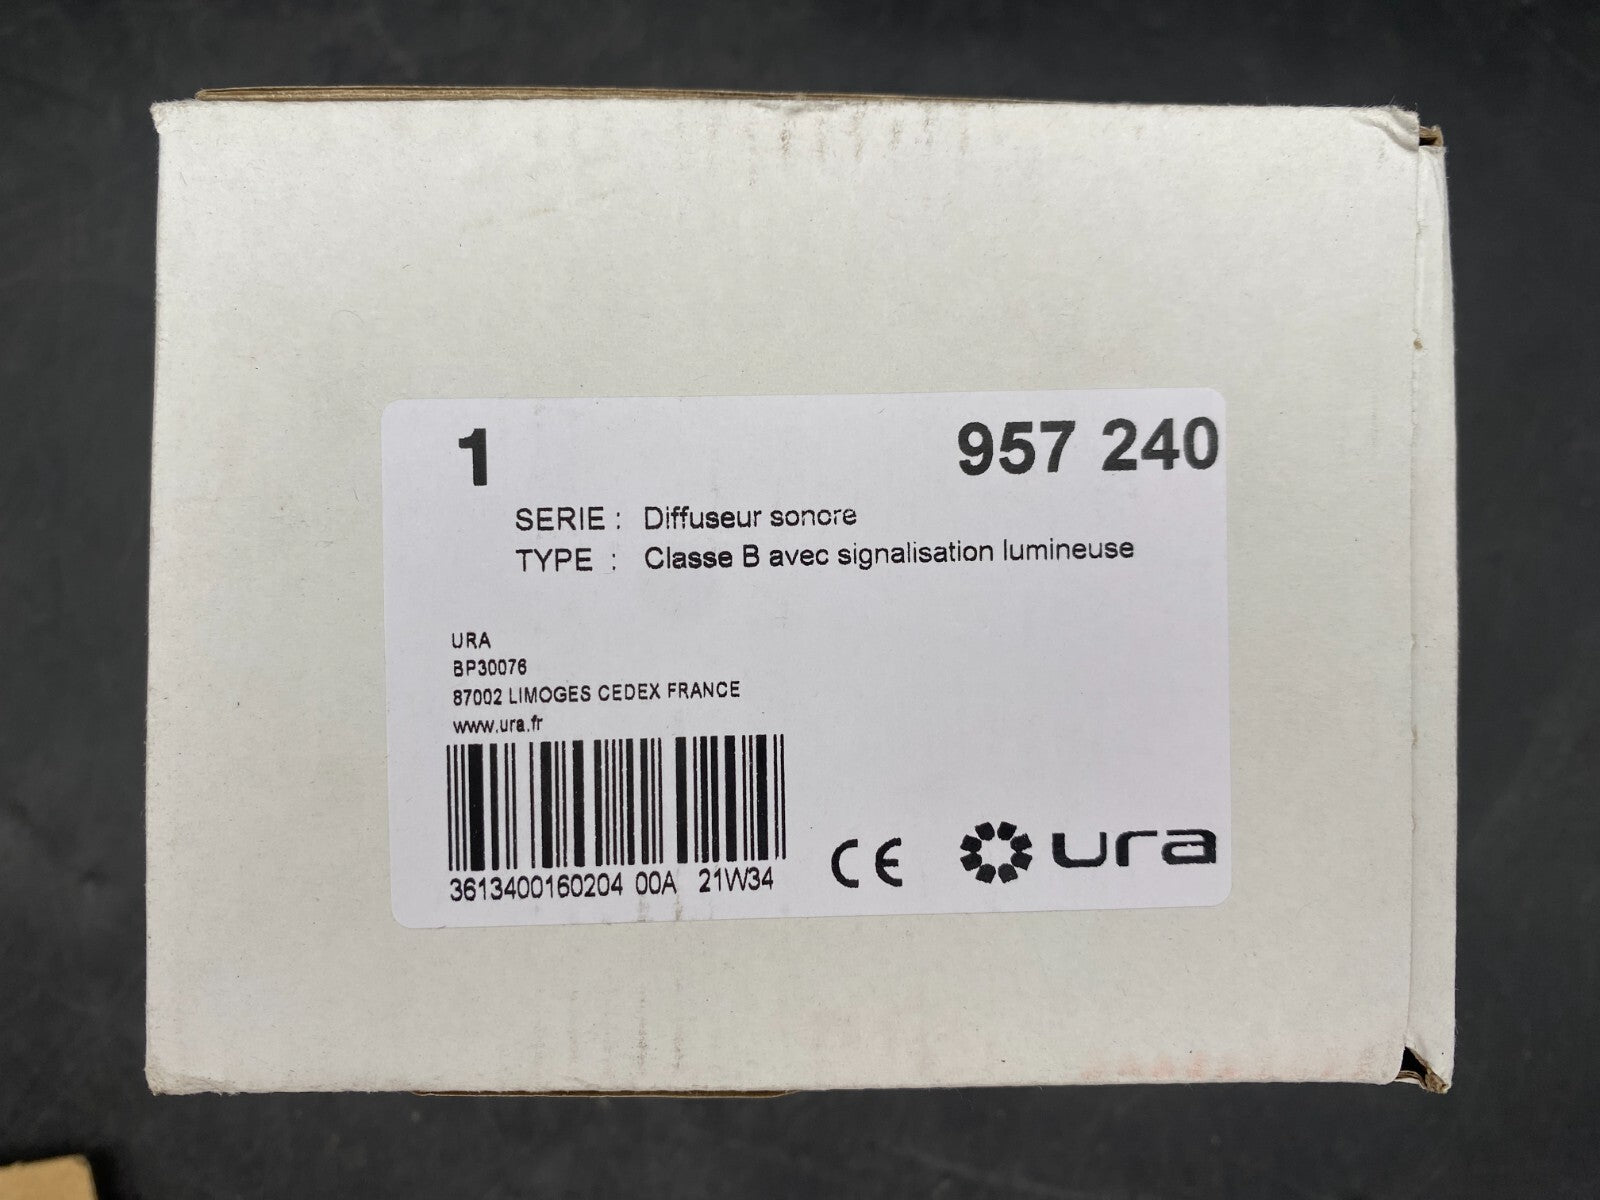 1 957 240
SERIE : Diffuseur sonore
TYPE : Classe B avec signalisation lumineuse
URA
BP30076
87002 LIMOGES CEDEX FRANCE
www.ura.fr
3613400160204 00A 21W34
CE ura